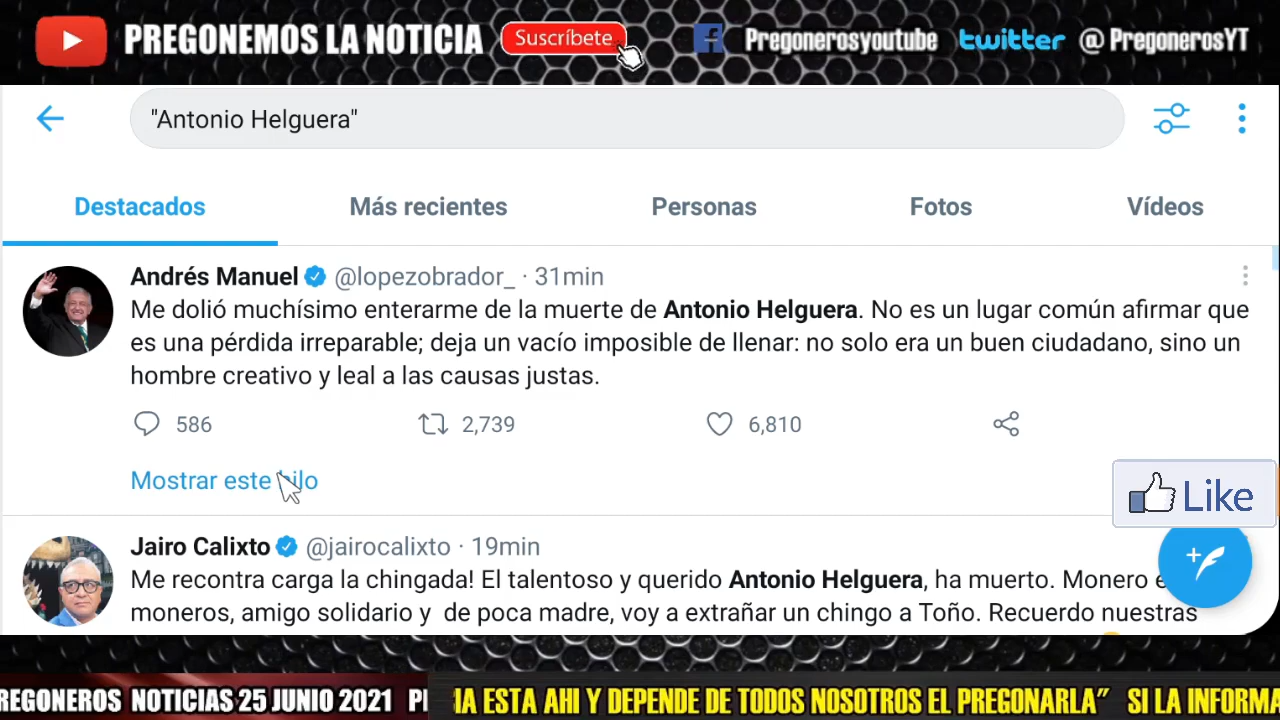 PREGONEMOS LA NOTICIA Suscríbete Pregonerosyoutube twitter @ PregonerosYT
"Antonio Helguera"
Destacados Más recientes Personas Fotos Vídeos
Andrés Manuel @lopezobrador_ · 31min
Me dolió muchísimo enterarme de la muerte de Antonio Helguera. No es un lugar común afirmar que
es una pérdida irreparable; deja un vacío imposible de llenar: no solo era un buen ciudadano, sino un
hombre creativo y leal a las causas justas.
586 2,739 6,810
Mostrar este hilo
Like
Jairo Calixto @jairocalixto · 19min
Me recontra carga la chingada! El talentoso y querido Antonio Helguera, ha muerto. Monero
moneros, amigo solidario y de poca madre, voy a extrañar un chingo a Toño. Recuerdo nuestras
REGONEROS NOTICIAS 25 JUNIO 2021 ESTA AHI Y DEPENDE DE TODOS NOSOTROS EL PREGONARLA" SI LA INFORMA